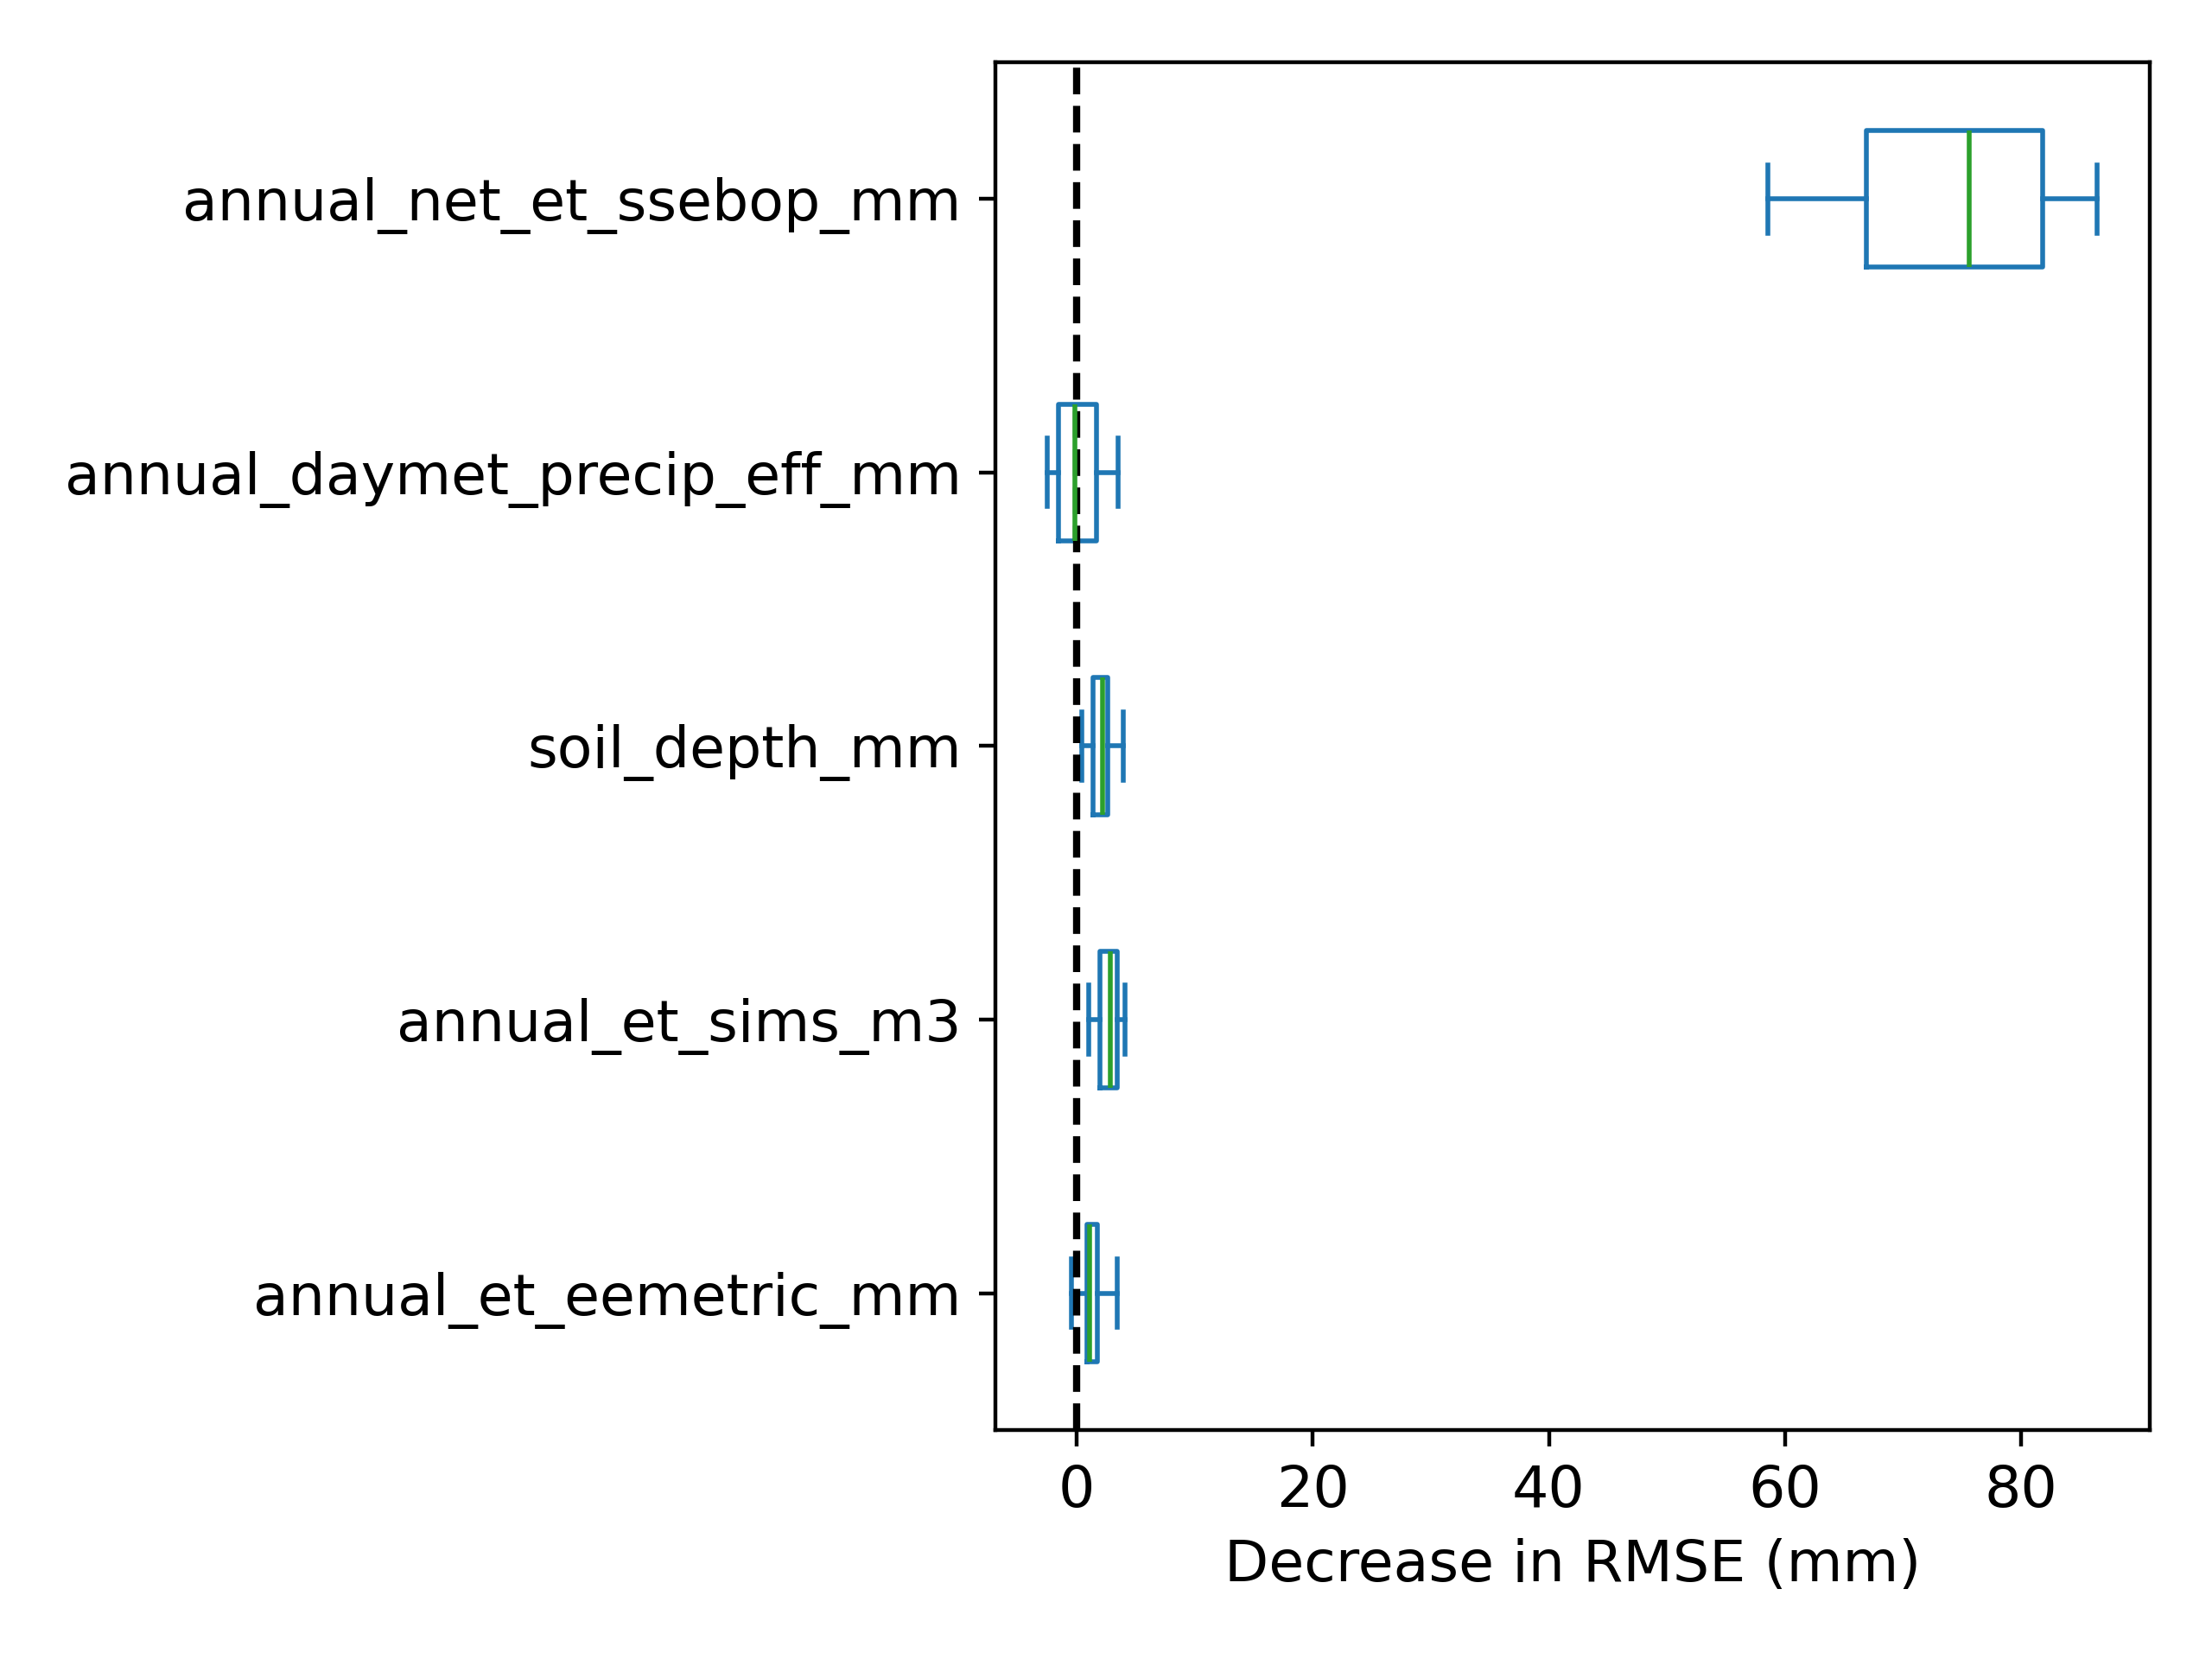 annual_net_et_ssebop_mm
annual_daymet_precip_eff_mm
soil_depth_mm
annual_et_sims_m3
annual_et_eemetric_mm
0 20 40 60 80
Decrease in RMSE (mm)